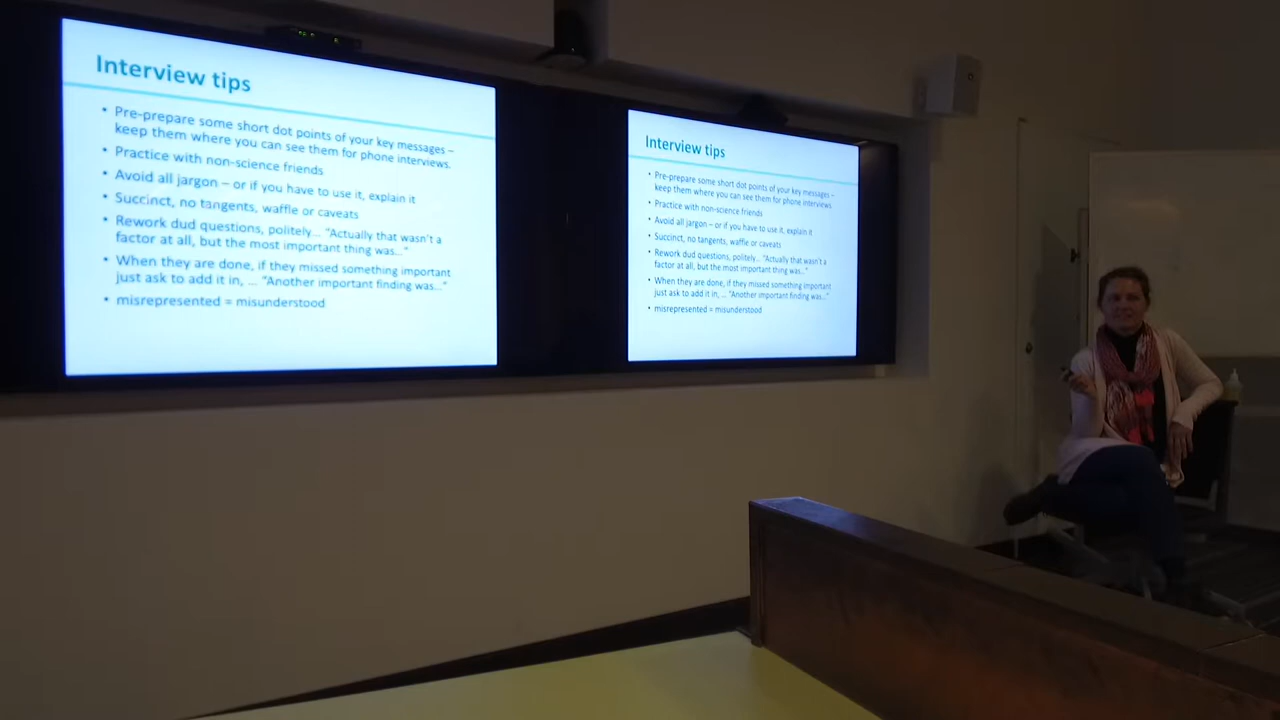 Interview tips
• Pre-prepare some short dot points of your key messages –
keep them where you can see them for phone interviews.
• Practice with non-science friends
• Avoid all jargon – or if you have to use it, explain it
• Succinct, no tangents, waffle or caveats
• Rework dud questions, politely... “Actually that wasn’t a
factor at all, but the most important thing was...”
• When they are done, if they missed something important
just ask to add it in, ... “Another important finding was...”
• misrepresented = misunderstood
Interview tips
• Pre-prepare some short dot points of your key messages –
keep them where you can see them for phone interviews.
• Practice with non-science friends
• Avoid all jargon – or if you have to use it, explain it
• Succinct, no tangents, waffle or caveats
• Rework dud questions, politely... “Actually that wasn’t a
factor at all, but the most important thing was...”
• When they are done, if they missed something important
just ask to add it in, ... “Another important finding was...”
• misrepresented = misunderstood